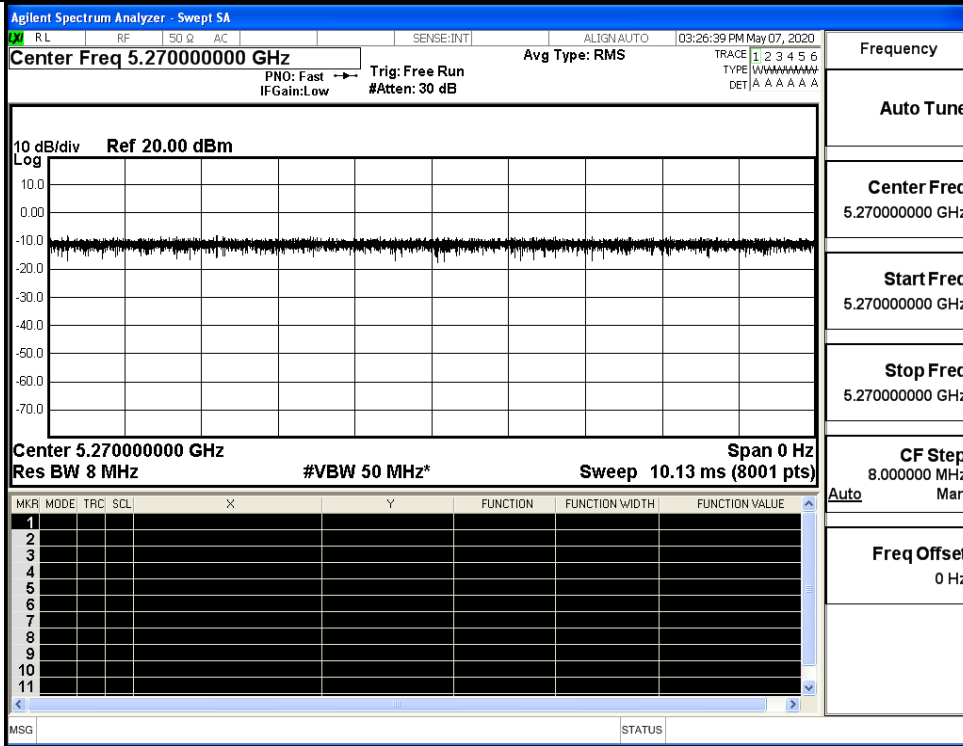 Agilent Spectrum Analyzer - Swept SA
LXI RL RF 50 Ω AC SENSE:INT ALIGN AUTO 03:26:39 PM May 07, 2020
Center Freq 5.270000000 GHz Avg Type: RMS TRACE 1 2 3 4 5 6
PNO: Fast Trig: Free Run TYPE WWWWWW
IFGain:Low #Atten: 30 dB DET A A A A A A
10 dB/div Ref 20.00 dBm
Log
10.0
0.00
-10.0
-20.0
-30.0
-40.0
-50.0
-60.0
-70.0
Center 5.270000000 GHz Span 0 Hz
Res BW 8 MHz #VBW 50 MHz* Sweep 10.13 ms (8001 pts)
MKR MODE TRC SCL X Y FUNCTION FUNCTION WIDTH FUNCTION VALUE
1
2
3
4
5
6
7
8
9
10
11
MSG STATUS
Frequency
Auto Tune
Center Freq
5.270000000 GHz
Start Freq
5.270000000 GHz
Stop Freq
5.270000000 GHz
CF Step
8.000000 MHz
Auto Man
Freq Offset
0 Hz